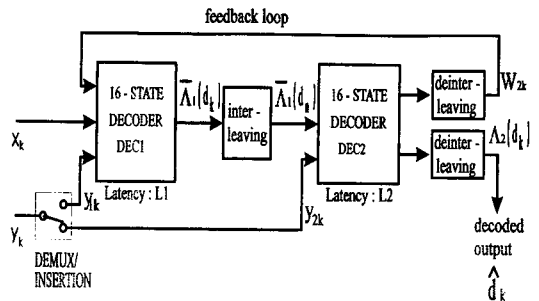 feedback loop
16 - STATE
DECODER
DEC1
Λ̅₁(dₖ)
inter -
leaving
Λ̅₁(dₙ)
16 - STATE
DECODER
DEC2
deinter -
leaving
W₂ₖ
deinter -
leaving
Λ₂(dₖ)
Xₖ
Latency : L1
Latency : L2
y₁ₖ
y₂ₖ
yₖ
DEMUX/
INSERTION
decoded
output
d̂ₖ